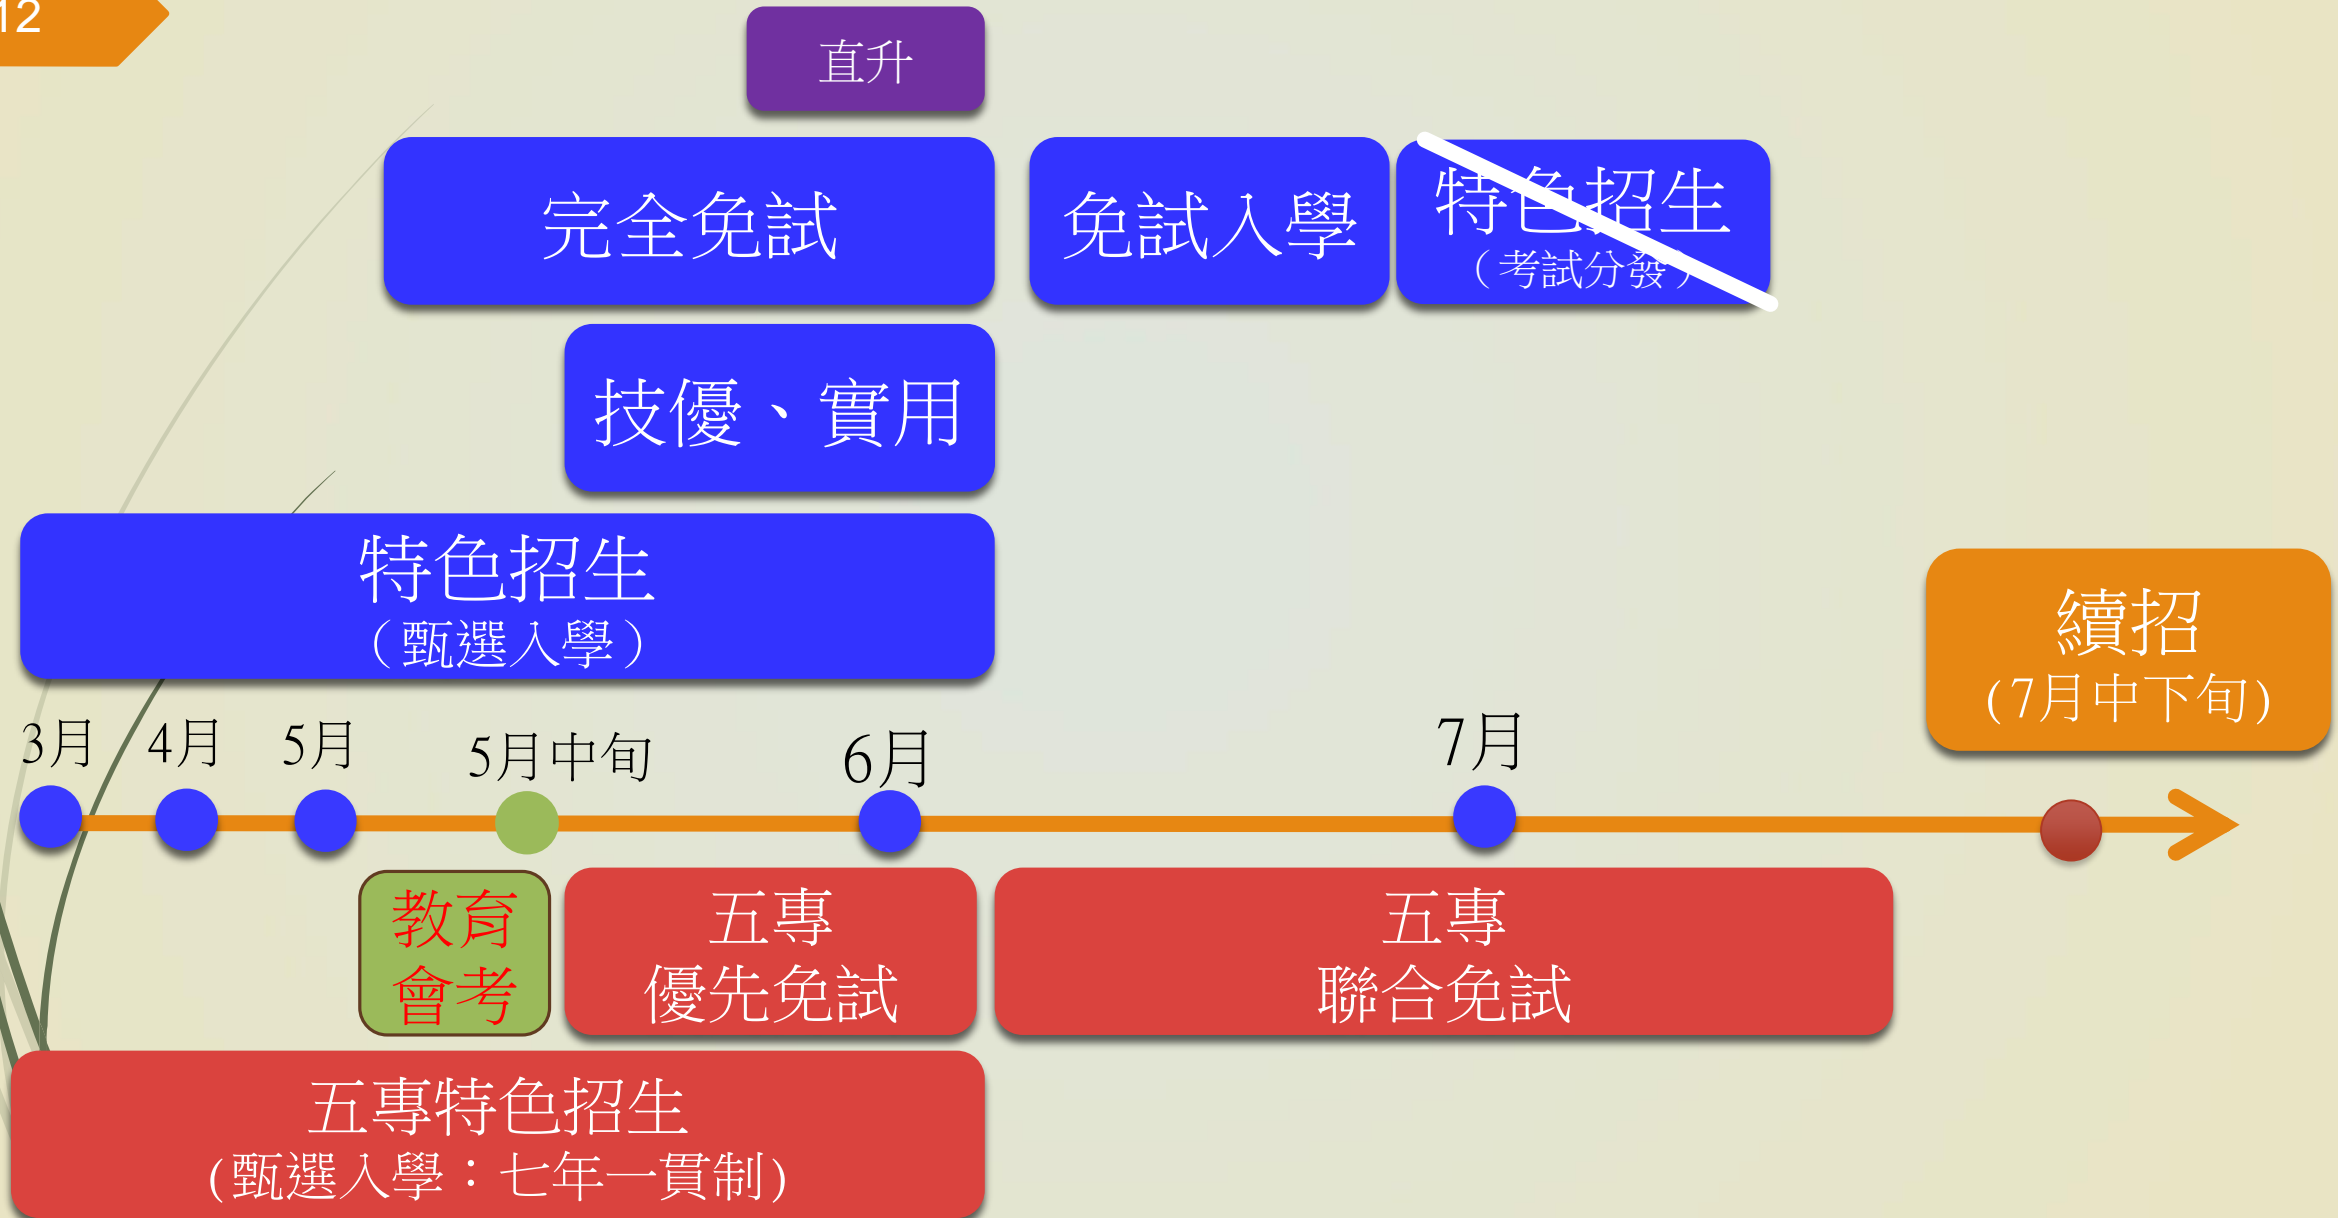 12
直升
完全免試
免試入學
特色招生
（考試分發）
技優、實用
特色招生
（甄選入學）
續招
(7月中下旬)
3月
4月
5月
5月中旬
6月
7月
教育
會考
五專
優先免試
五專
聯合免試
五專特色招生
(甄選入學：七年一貫制)